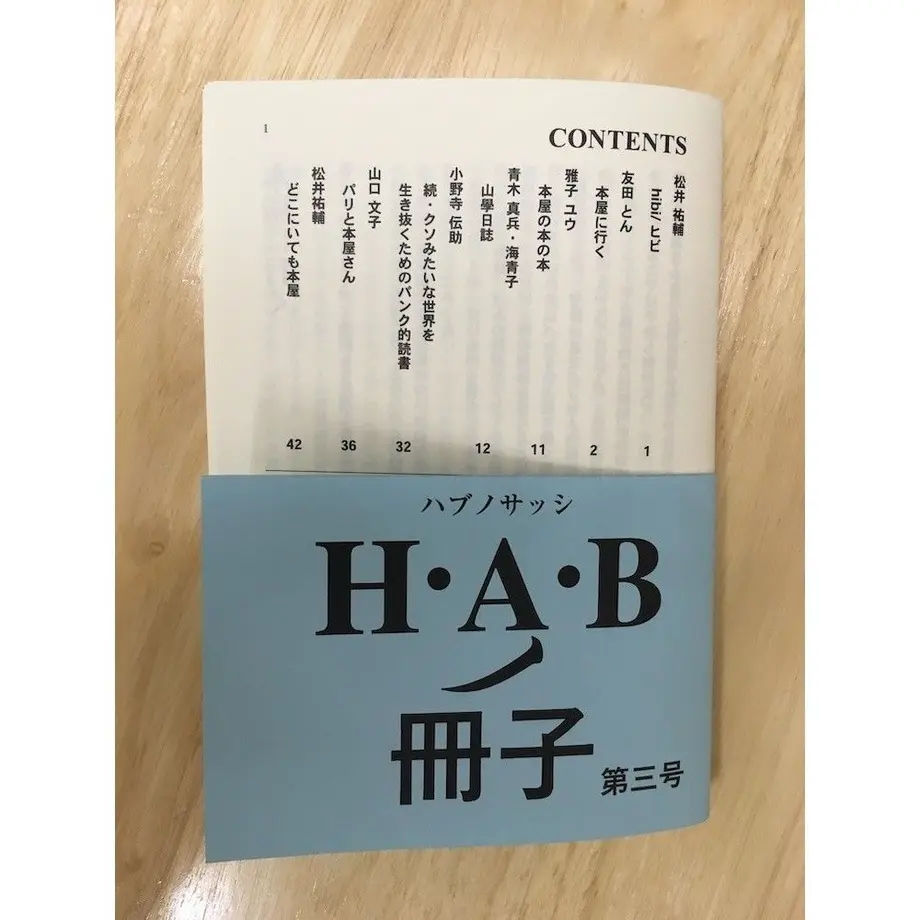 1
CONTENTS
松井 祐輔
hibi/ ヒビ
1
友田 とん
本屋に行く
2
雅子 ユウ
本屋の本の本
11
青木 真兵・海青子
山學日誌
12
小野寺 伝助
続・クソみたいな世界を
生き抜くためのパンク的読書
32
山口 文子
パリと本屋さん
36
松井祐輔
どこにいても本屋
42
ハブノサッシ
H・A・B
ノ
冊子
第三号